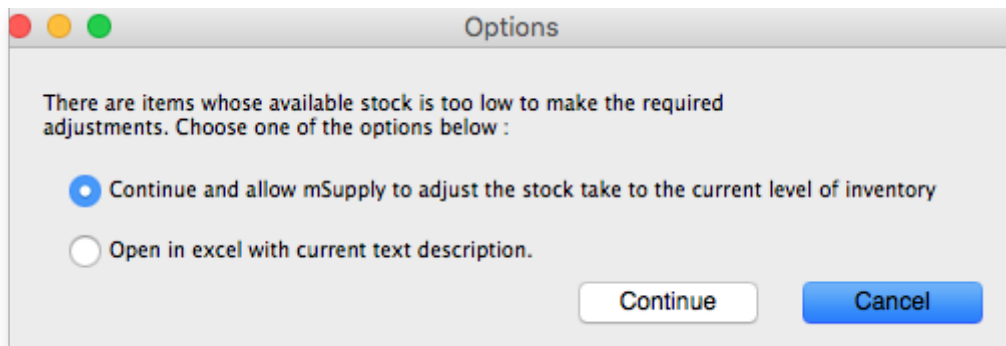 Options
There are items whose available stock is too low to make the required
adjustments. Choose one of the options below :
Continue and allow mSupply to adjust the stock take to the current level of inventory
Open in excel with current text description.
Continue
Cancel